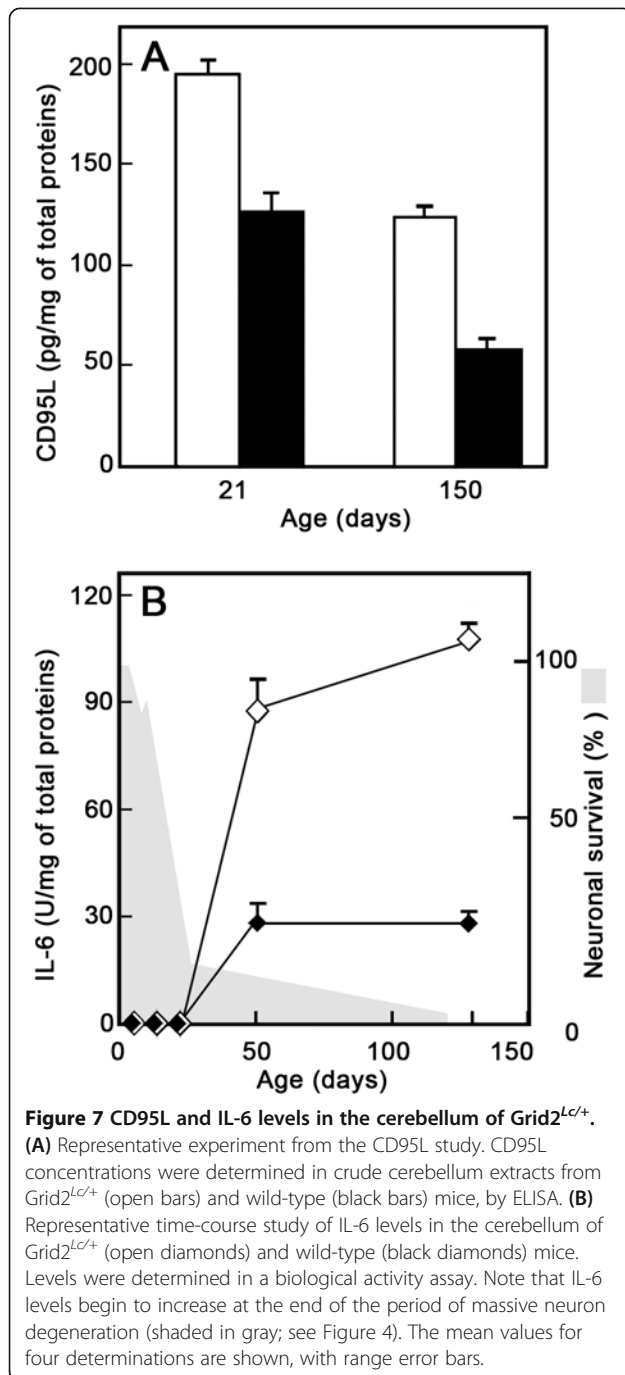 A
200
150
100
50
0
CD95L (pg/mg of total proteins)
21
150
Age (days)
B
120
90
60
30
0
IL-6 (U/mg of total proteins)
100
50
0
Neuronal survival (%)
0
50
100
150
Age (days)
Figure 7 CD95L and IL-6 levels in the cerebellum of Grid2Lc/+.
(A) Representative experiment from the CD95L study. CD95L
concentrations were determined in crude cerebellum extracts from
Grid2Lc/+ (open bars) and wild-type (black bars) mice, by ELISA. (B)
Representative time-course study of IL-6 levels in the cerebellum of
Grid2Lc/+ (open diamonds) and wild-type (black diamonds) mice.
Levels were determined in a biological activity assay. Note that IL-6
levels begin to increase at the end of the period of massive neuron
degeneration (shaded in gray; see Figure 4). The mean values for
four determinations are shown, with range error bars.